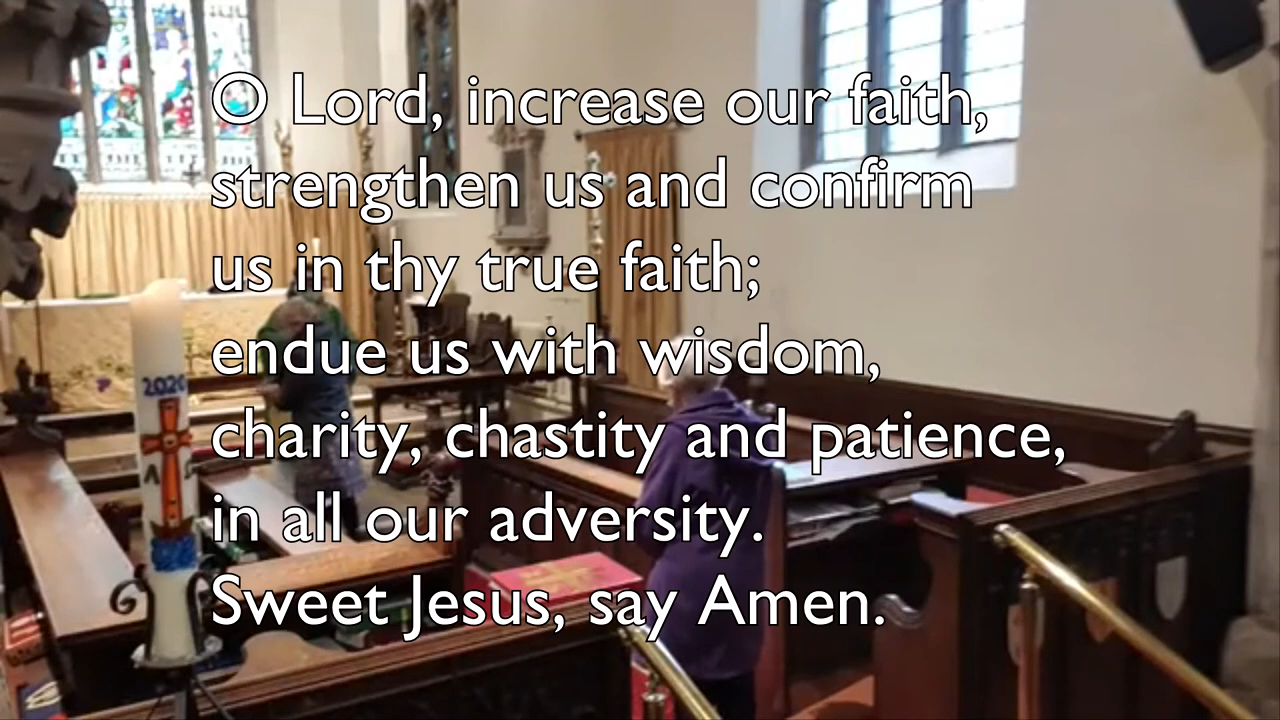 O Lord, increase our faith,
strengthen us and confirm
us in thy true faith;
endue us with wisdom,
charity, chastity and patience,
in all our adversity.
Sweet Jesus, say Amen.
2020
Α